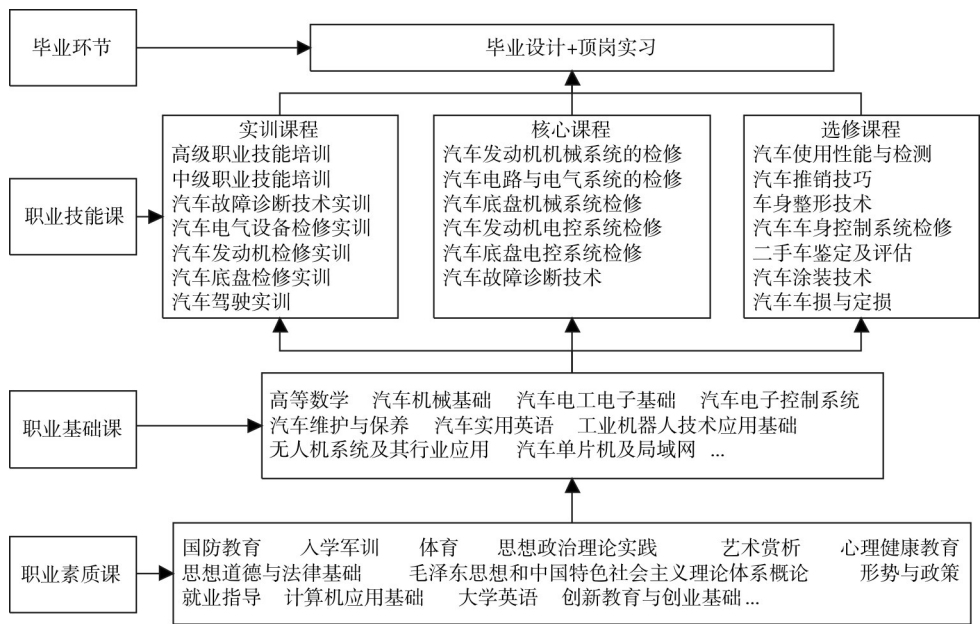 毕业环节
毕业设计+顶岗实习
职业技能课
实训课程
高级职业技能培训
中级职业技能培训
汽车故障诊断技术实训
汽车电气设备检修实训
汽车发动机检修实训
汽车底盘检修实训
汽车驾驶实训
核心课程
汽车发动机机械系统的检修
汽车电路与电气系统的检修
汽车底盘机械系统检修
汽车发动机电控系统检修
汽车底盘电控系统检修
汽车故障诊断技术
选修课程
汽车使用性能与检测
汽车推销技巧
车身整形技术
汽车车身控制系统检修
二手车鉴定及评估
汽车涂装技术
汽车车损与定损
职业基础课
高等数学 汽车机械基础 汽车电工电子基础 汽车电子控制系统
汽车维护与保养 汽车实用英语 工业机器人技术应用基础
无人机系统及其行业应用 汽车单片机及局域网 ...
职业素质课
国防教育 入学军训 体育 思想政治理论实践 艺术赏析 心理健康教育
思想道德与法律基础 毛泽东思想和中国特色社会主义理论体系概论 形势与政策
就业指导 计算机应用基础 大学英语 创新教育与创业基础...